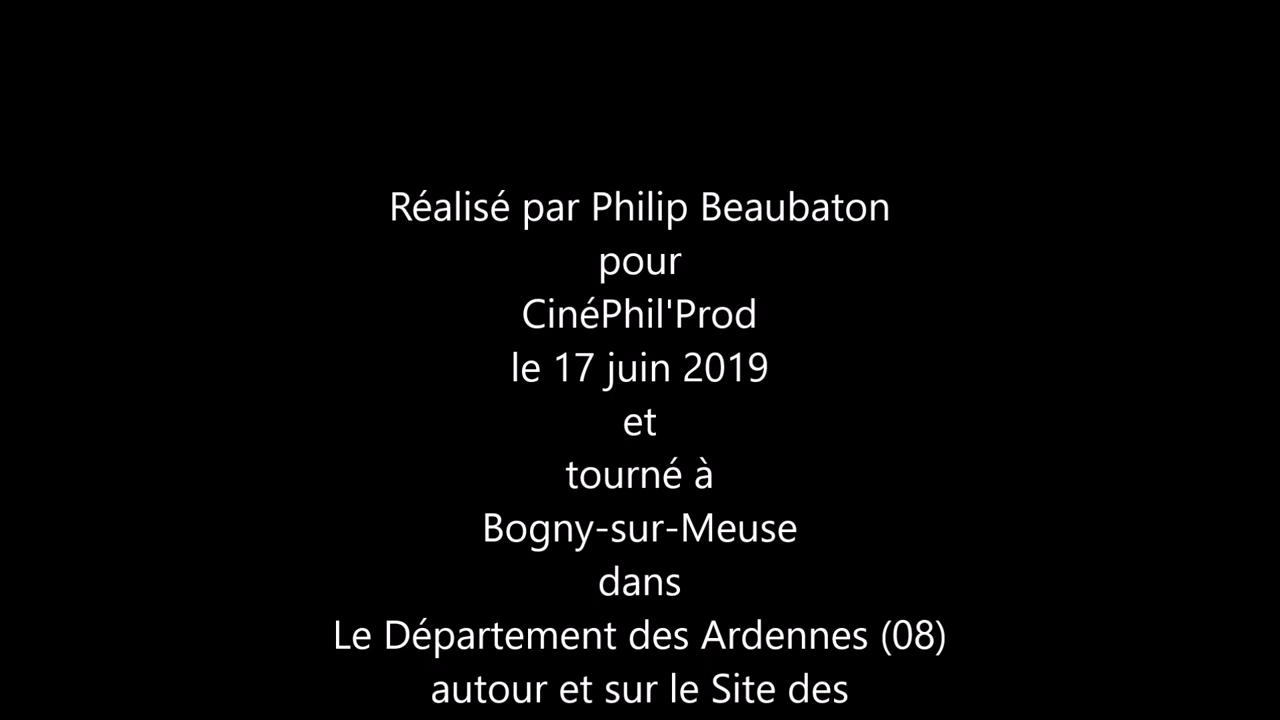 Réalisé par Philip Beaubaton
pour
CinéPhil'Prod
le 17 juin 2019
et
tourné à
Bogny-sur-Meuse
dans
Le Département des Ardennes (08)
autour et sur le Site des